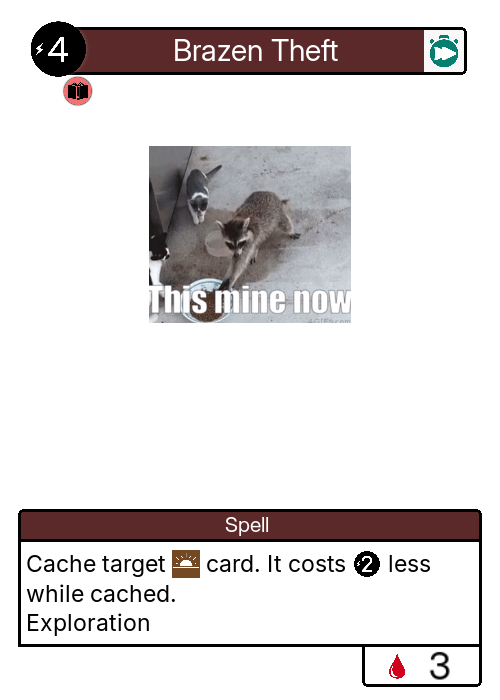 4
Brazen Theft
This mine now
Spell
Cache target card. It costs 2 less
while cached.
Exploration
3